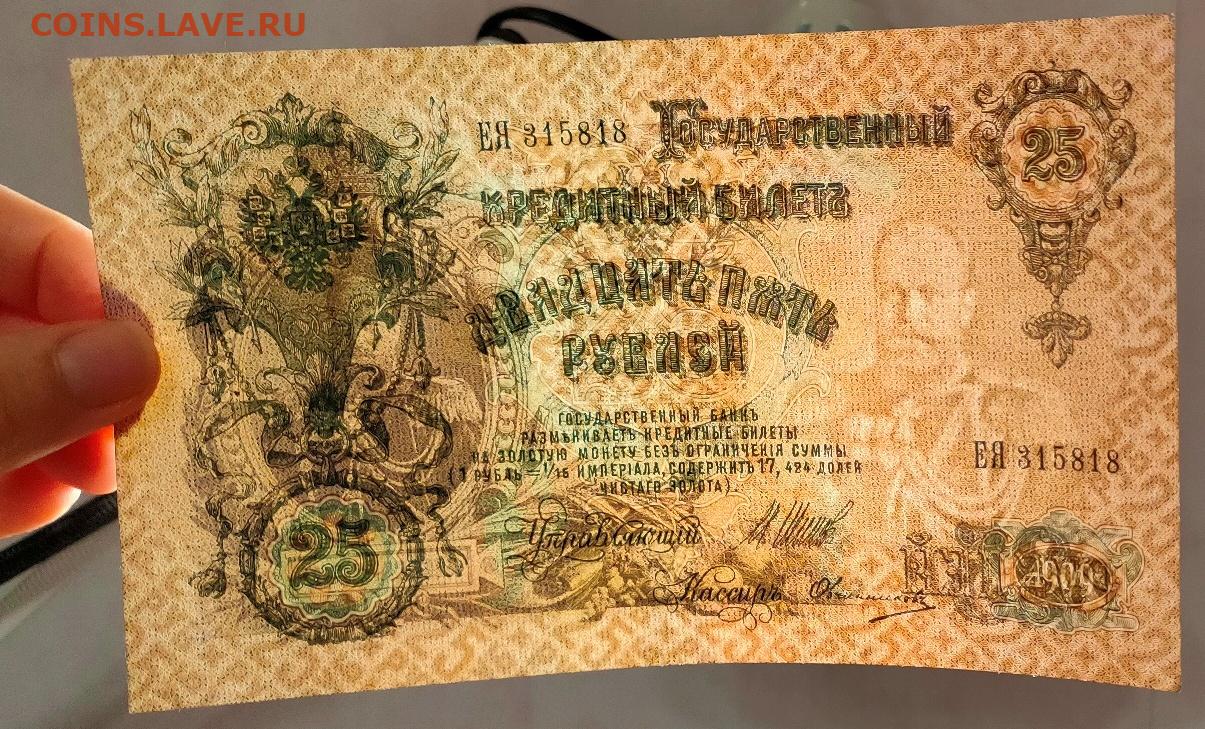 COINS.LAVE.RU
ЕЯ 315818
ГОСУДАРСТВЕННЫЙ
25
КРЕДИТНЫЙ БИЛЕТЪ
ДВАДЦАТЬ ПЯТЬ
РУБЛЕЙ
ГОСУДАРСТВЕННЫЙ БАНКЪ
РАЗМѢНИВАЕТЪ КРЕДИТНЫЕ БИЛЕТЫ
НА ЗОЛОТУЮ МОНЕТУ БЕЗЪ ОГРАНИЧЕНІЯ СУММЫ
(1 РУБЛЬ = 1/15 ИМПЕРІАЛА, СОДЕРЖИТЪ 17,424 ДОЛЕЙ
ЧИСТАГО ЗОЛОТА).
ЕЯ 315818
25
Управляющій
Кассиръ